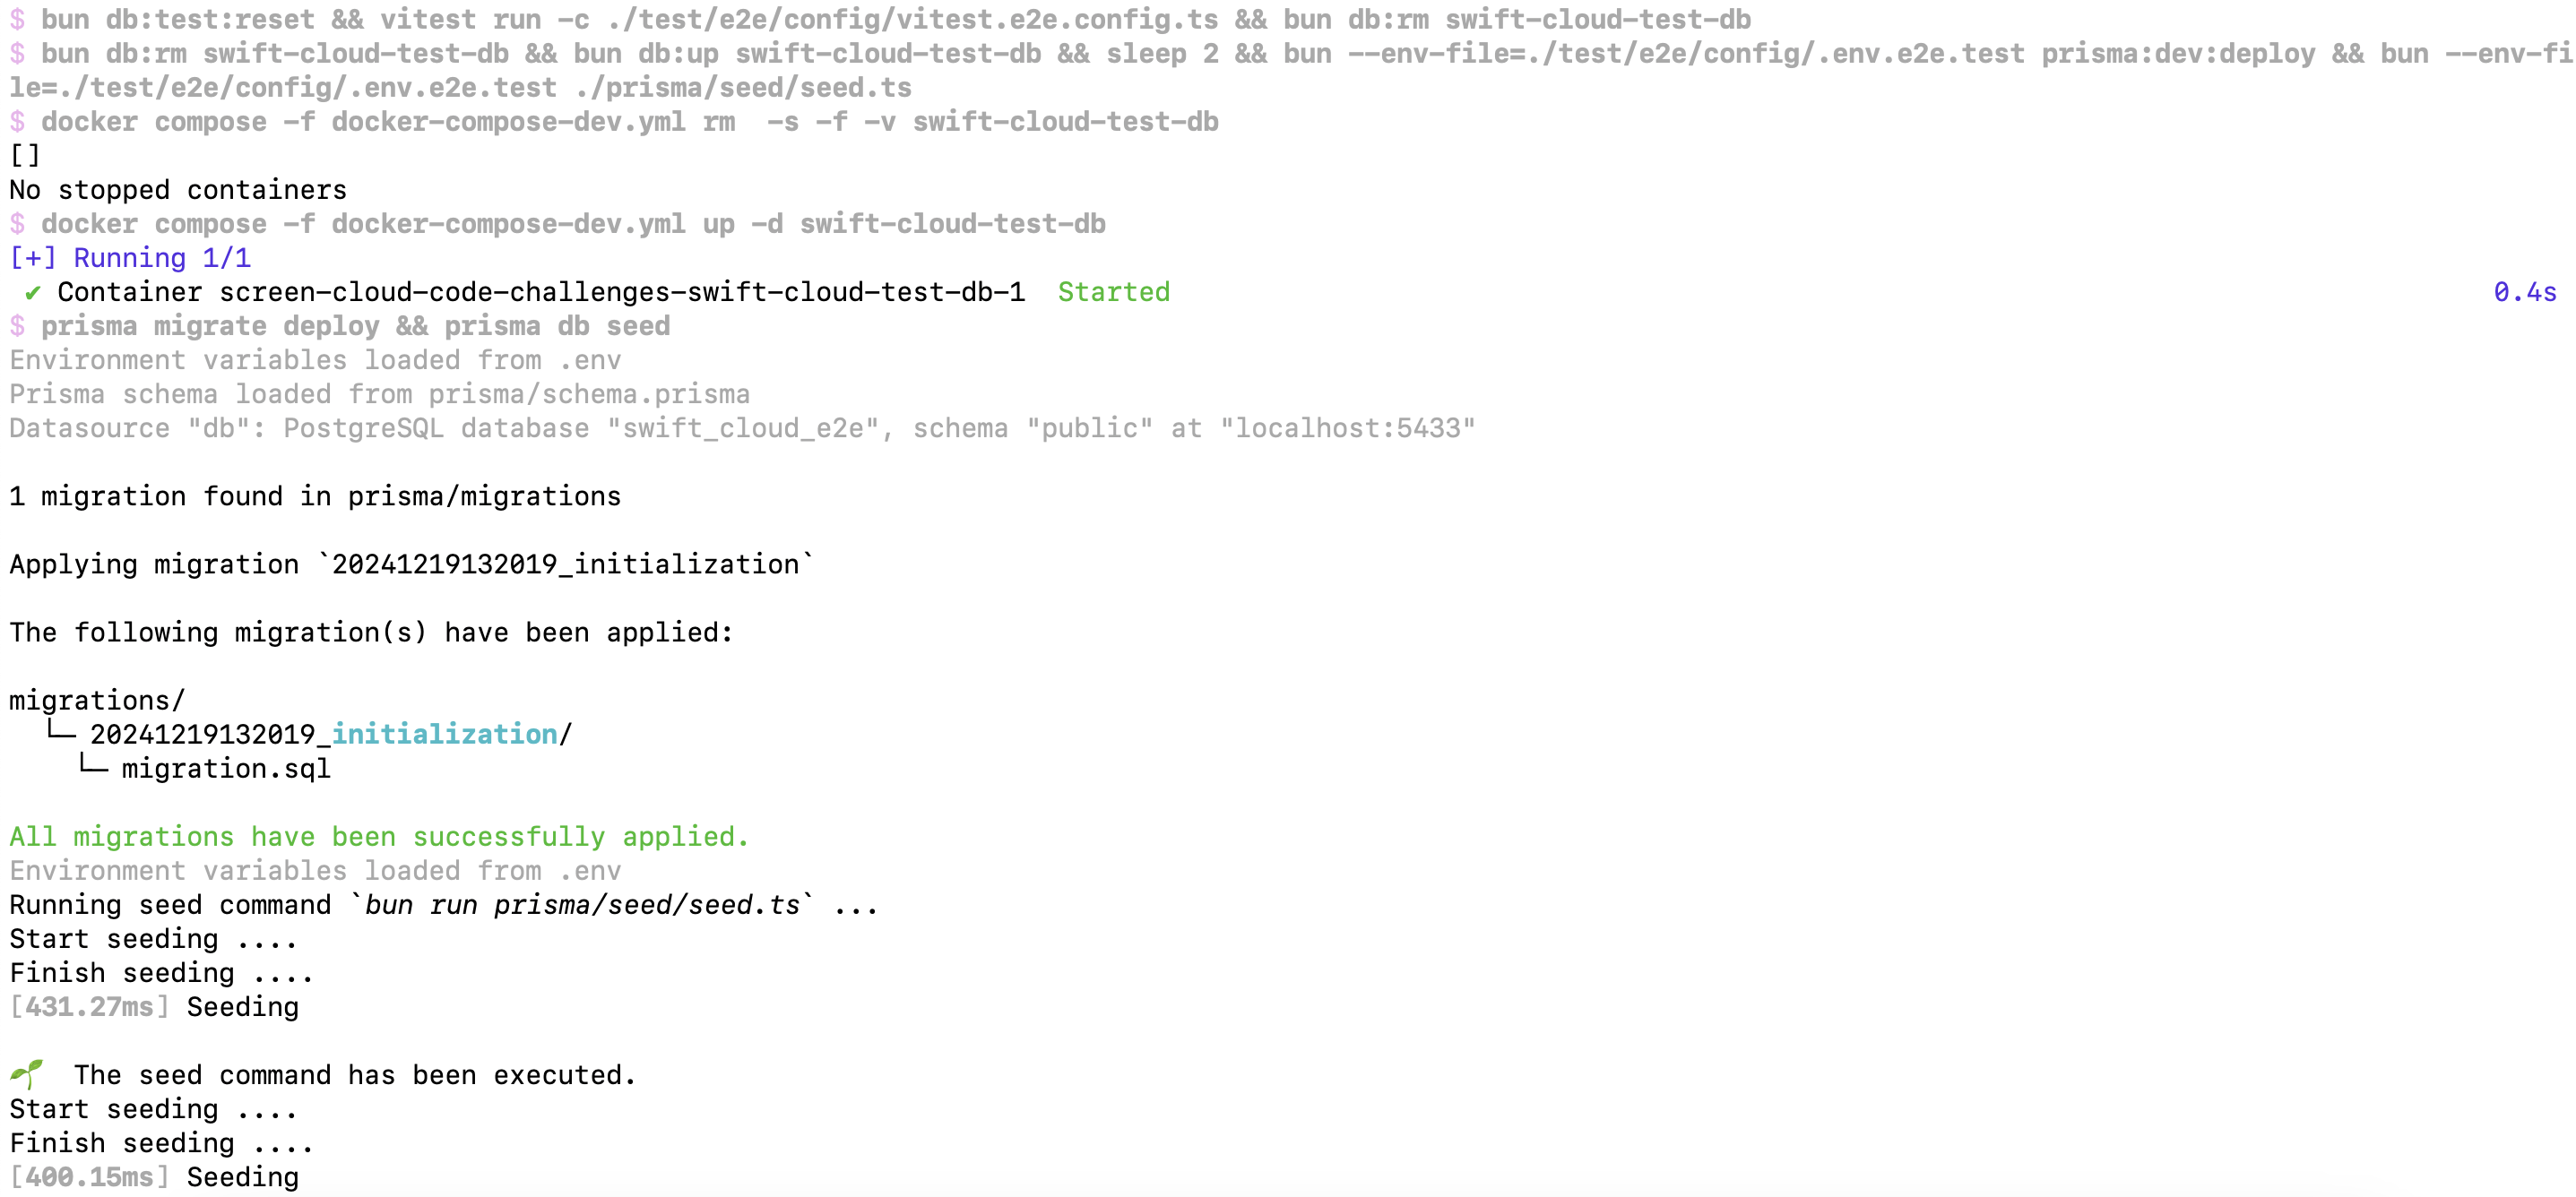 $ bun db:test:reset && vitest run -c ./test/e2e/config/vitest.e2e.config.ts && bun db:rm swift-cloud-test-db
$ bun db:rm swift-cloud-test-db && bun db:up swift-cloud-test-db && sleep 2 && bun --env-file=./test/e2e/config/.env.e2e.test prisma:dev:deploy && bun --env-fi
le=./test/e2e/config/.env.e2e.test ./prisma/seed/seed.ts
$ docker compose -f docker-compose-dev.yml rm  -s -f -v swift-cloud-test-db
[]
No stopped containers
$ docker compose -f docker-compose-dev.yml up -d swift-cloud-test-db
[+] Running 1/1
✔ Container screen-cloud-code-challenges-swift-cloud-test-db-1  Started 0.4s
$ prisma migrate deploy && prisma db seed
Environment variables loaded from .env
Prisma schema loaded from prisma/schema.prisma
Datasource "db": PostgreSQL database "swift_cloud_e2e", schema "public" at "localhost:5433"
1 migration found in prisma/migrations
Applying migration `20241219132019_initialization`
The following migration(s) have been applied:
migrations/
└─ 20241219132019_initialization/
└─ migration.sql
All migrations have been successfully applied.
Environment variables loaded from .env
Running seed command `bun run prisma/seed/seed.ts` ...
Start seeding ....
Finish seeding ....
[431.27ms] Seeding
🌱  The seed command has been executed.
Start seeding ....
Finish seeding ....
[400.15ms] Seeding